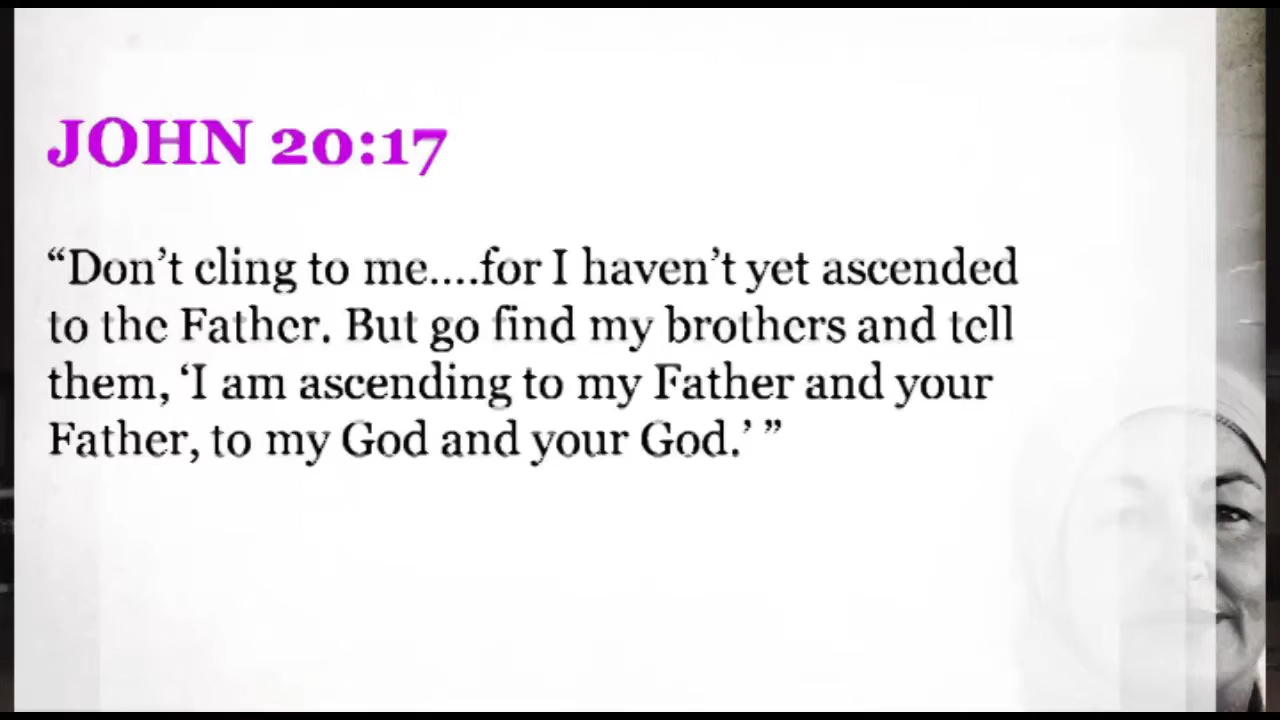 JOHN 20:17
“Don’t cling to me....for I haven’t yet ascended
to the Father. But go find my brothers and tell
them, ‘I am ascending to my Father and your
Father, to my God and your God.’ ”